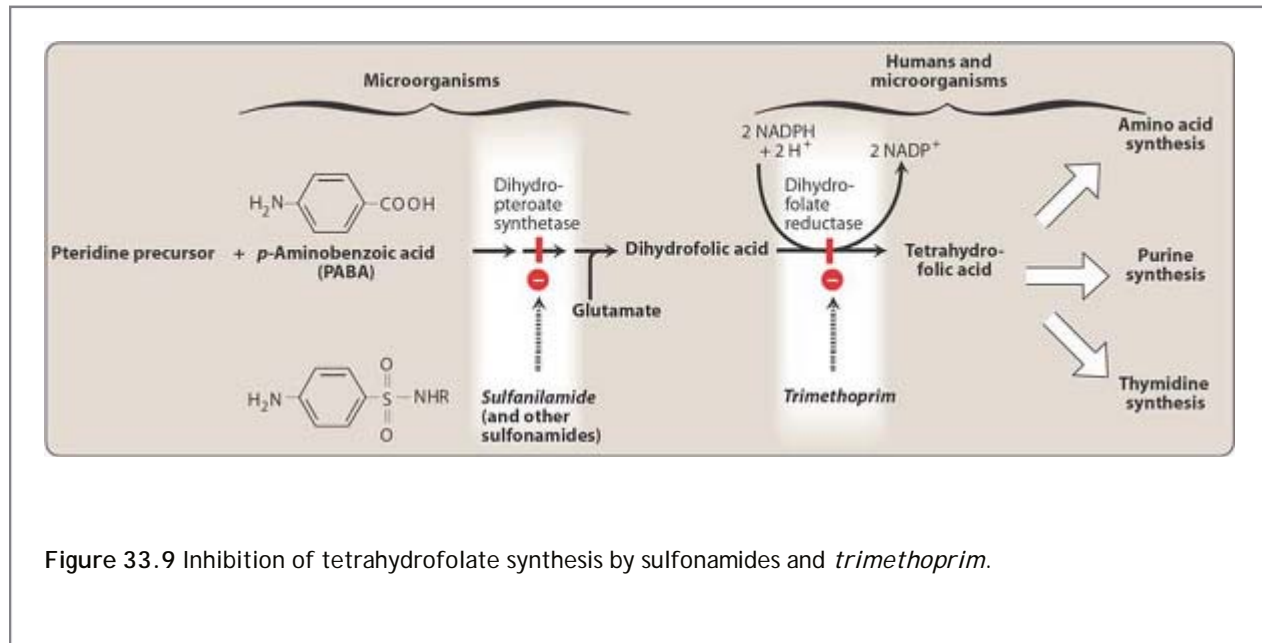 Microorganisms
Humans and
microorganisms
2 NADPH
+ 2 H+
2 NADP+
Amino acid
synthesis
H2N
COOH
Dihydro-
pteroate
synthetase
Dihydro-
folate
reductase
Pteridine precursor + p-Aminobenzoic acid
(PABA)
Dihydrofolic acid
Tetrahydro-
folic acid
Purine
synthesis
Glutamate
H2N
O
S
O
NHR
Sulfanilamide
(and other
sulfonamides)
Trimethoprim
Thymidine
synthesis
Figure 33.9 Inhibition of tetrahydrofolate synthesis by sulfonamides and trimethoprim.